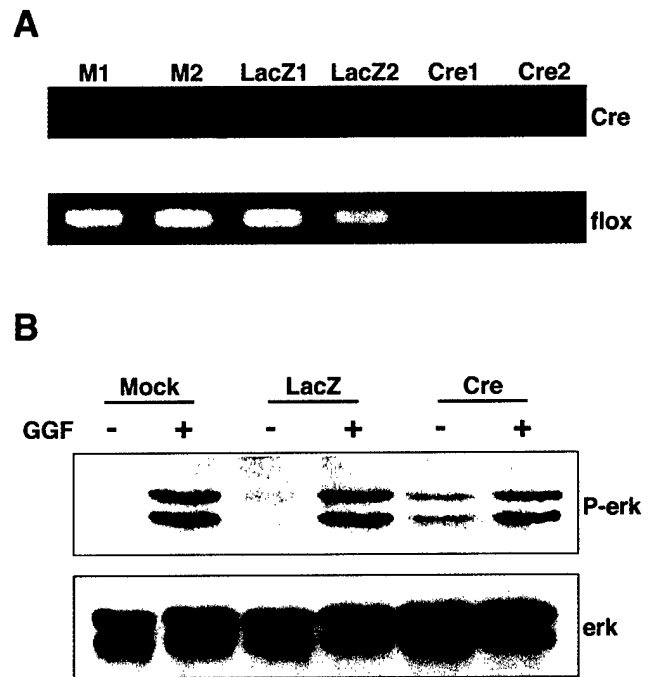 A
M1 M2 LacZ1 LacZ2 Cre1 Cre2
Cre
flox
B
Mock LacZ Cre
GGF - + - + - +
P-erk
erk